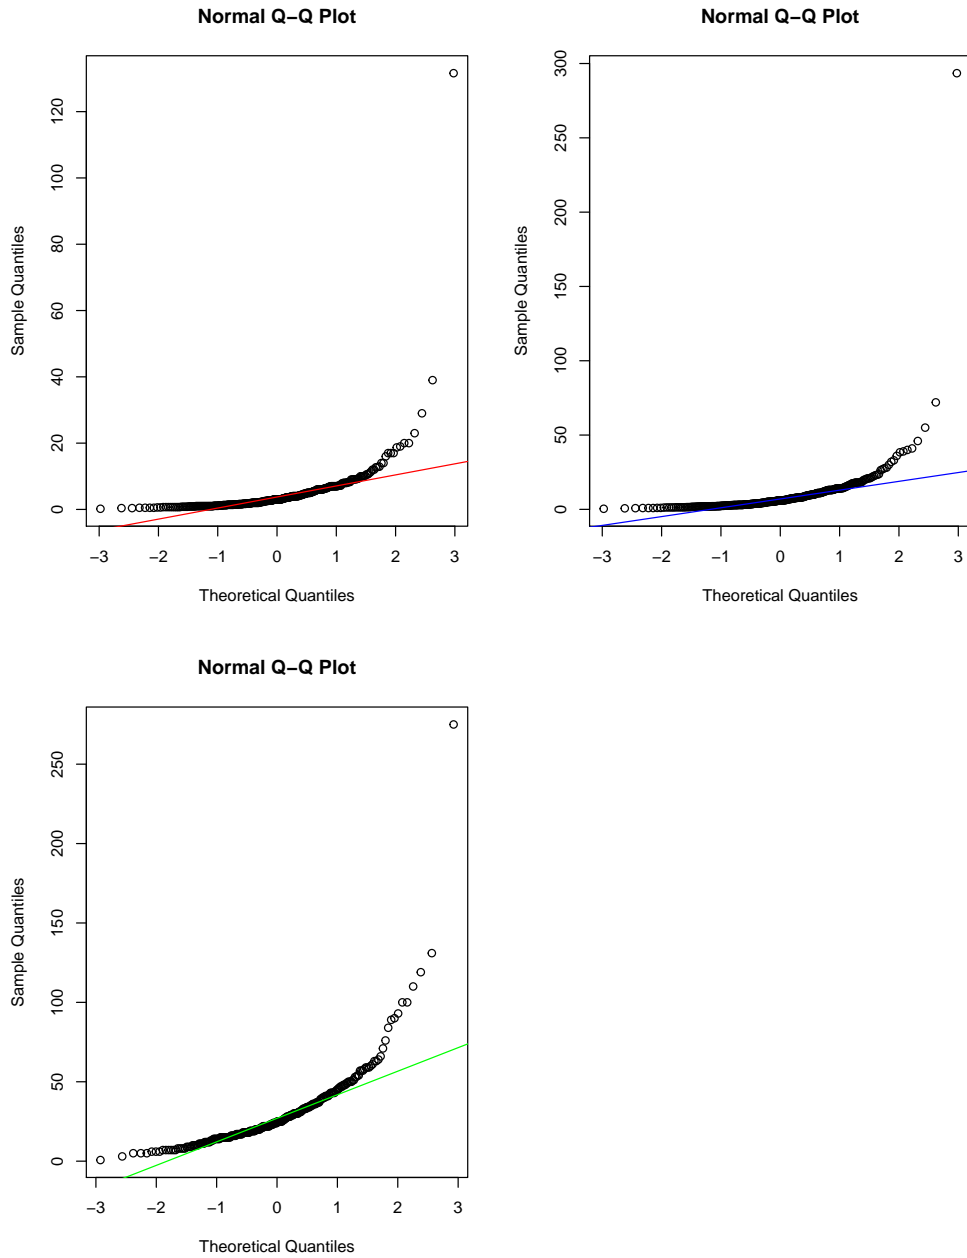 Normal Q−Q Plot
Sample Quantiles
0 20 40 60 80 100 120
−3 −2 −1 0 1 2 3
Theoretical Quantiles
Normal Q−Q Plot
Sample Quantiles
0 50 100 150 200 250 300
−3 −2 −1 0 1 2 3
Theoretical Quantiles
Normal Q−Q Plot
Sample Quantiles
0 50 100 150 200 250
−3 −2 −1 0 1 2 3
Theoretical Quantiles